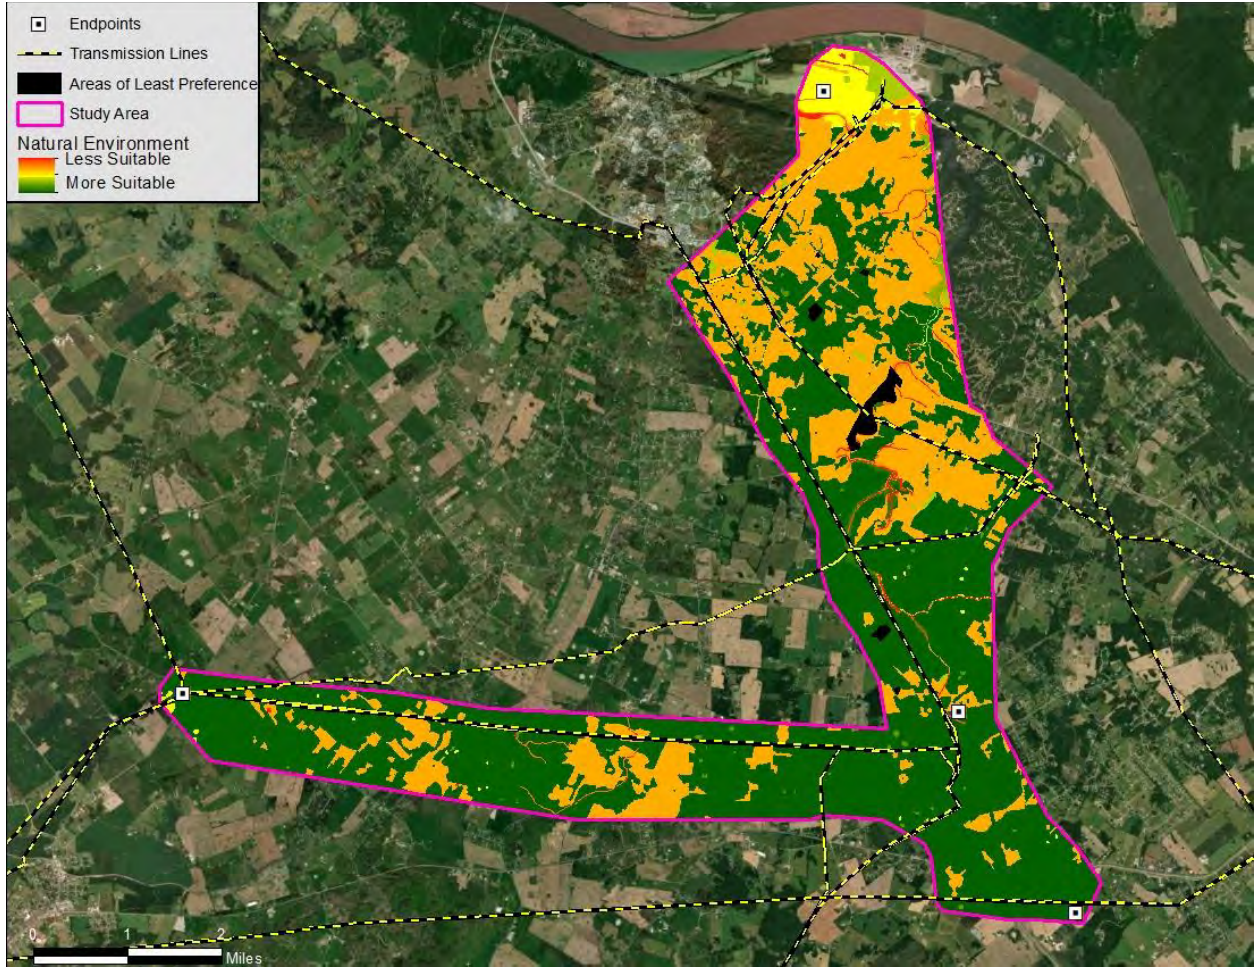 Endpoints
Transmission Lines
Areas of Least Preference
Study Area
Natural Environment
Less Suitable
More Suitable
0 1 2
Miles